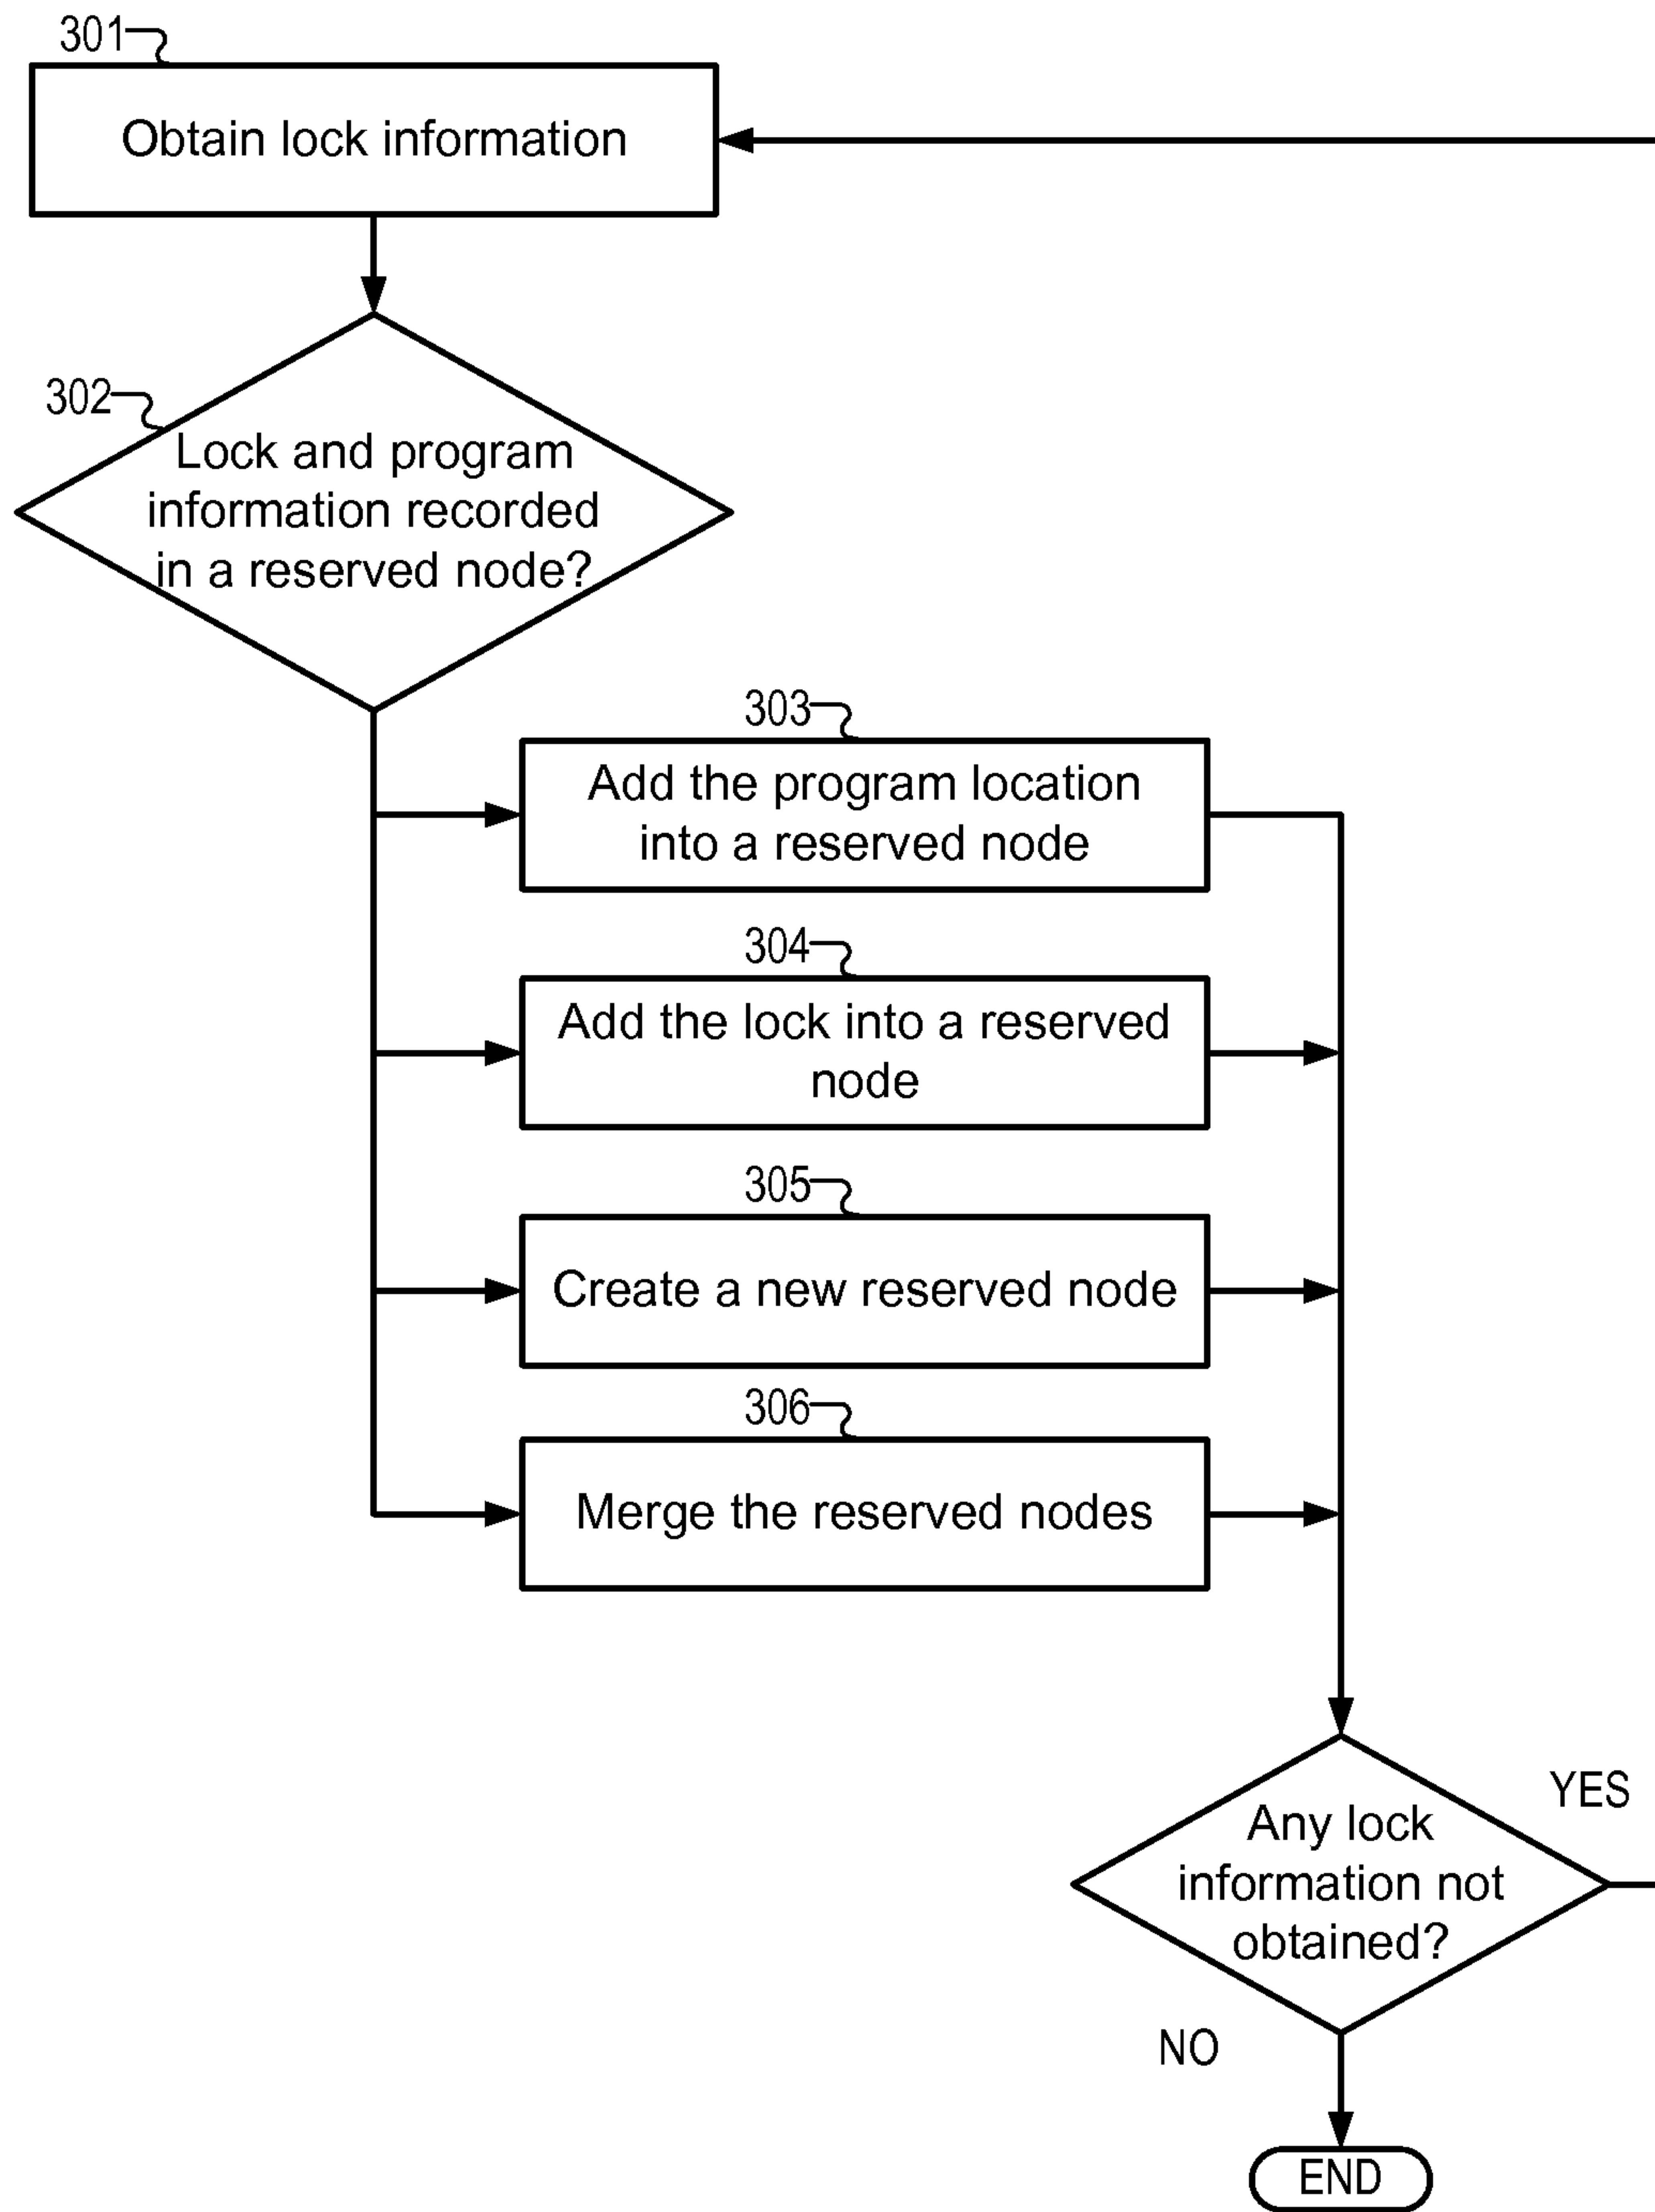 301
Obtain lock information
302
Lock and program
information recorded
in a reserved node?
303
Add the program location
into a reserved node
304
Add the lock into a reserved
node
305
Create a new reserved node
306
Merge the reserved nodes
YES
Any lock
information not
obtained?
NO
END